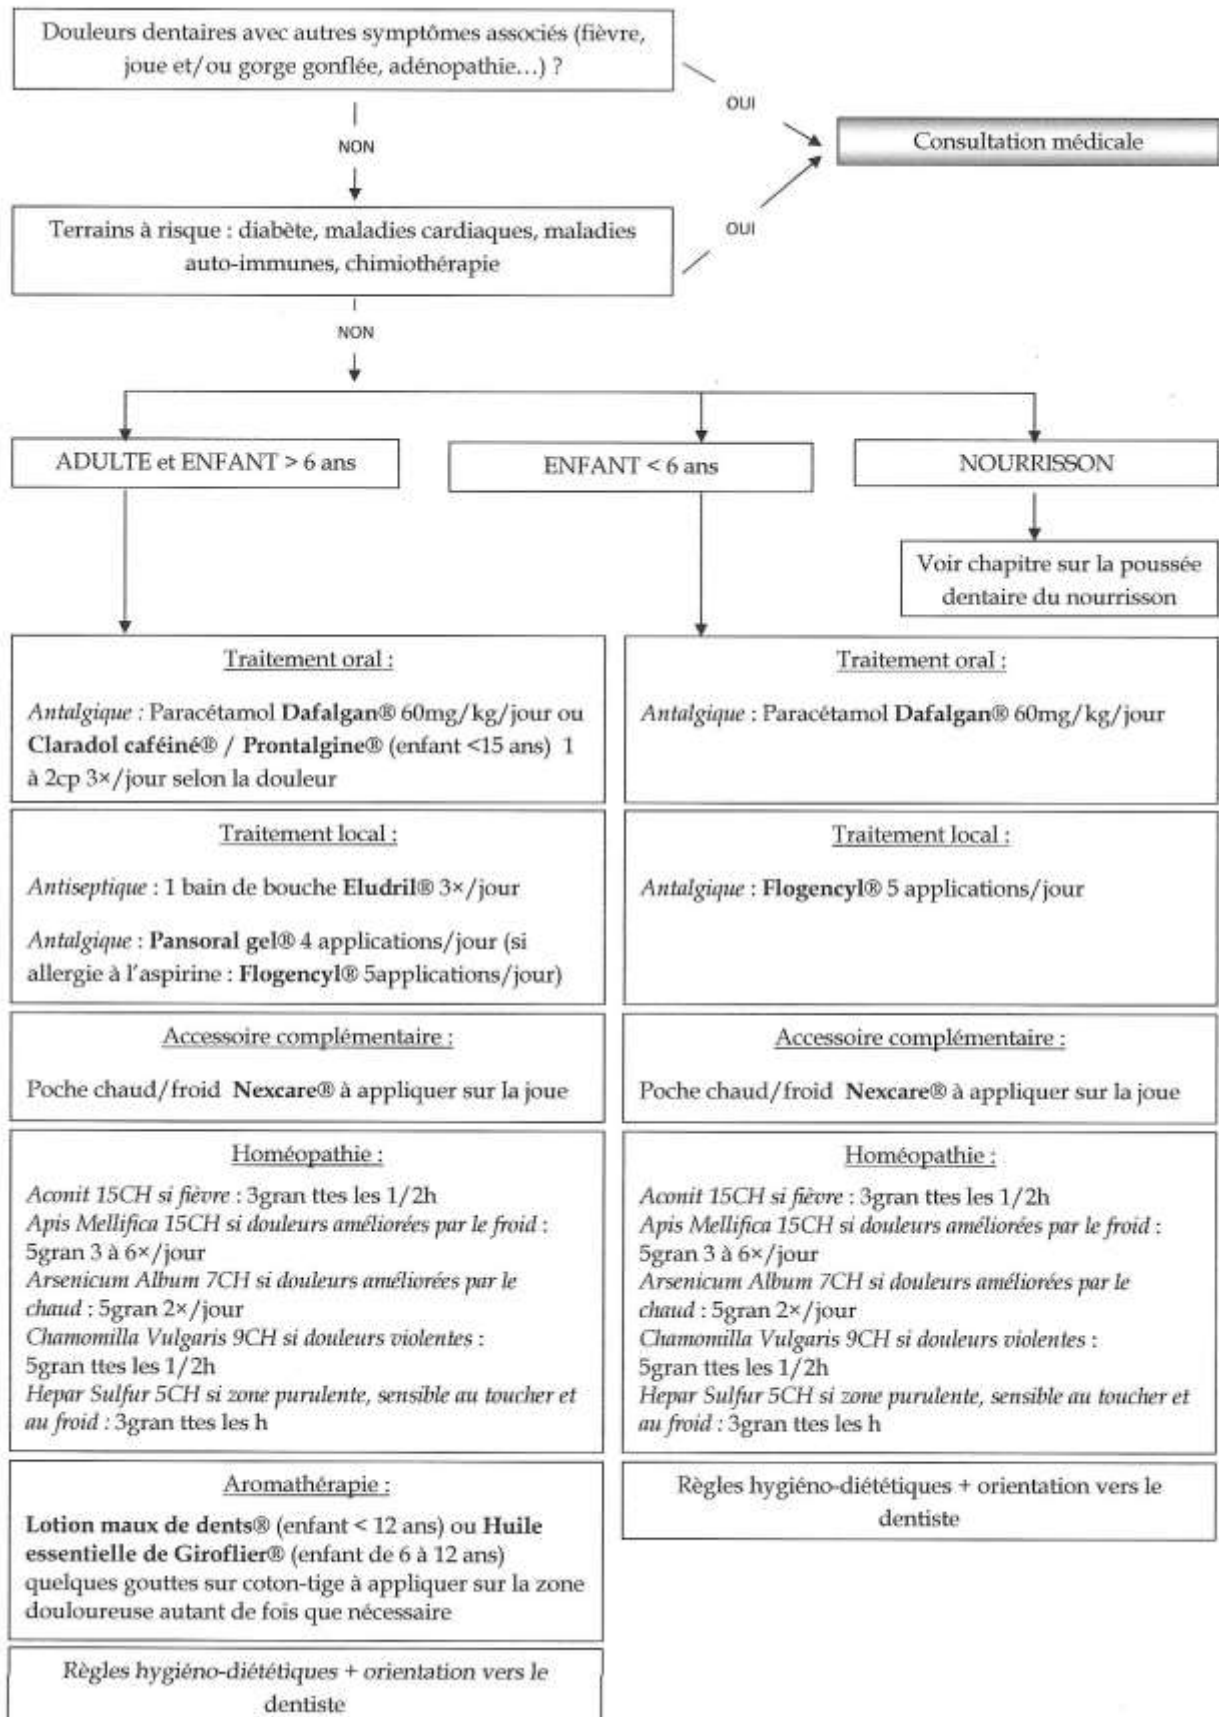 Douleurs dentaires avec autres symptômes associés (fièvre,
joue et/ou gorge gonflée, adénopathie…) ?
OUI
NON
Consultation médicale
Terrains à risque : diabète, maladies cardiaques, maladies
auto-immunes, chimiothérapie
OUI
NON
ADULTE et ENFANT > 6 ans
ENFANT < 6 ans
NOURRISSON
Voir chapitre sur la poussée
dentaire du nourrisson
Traitement oral :
Antalgique : Paracétamol Dafalgan® 60mg/kg/jour ou
Claradol caféiné® / Prontalgine® (enfant <15 ans) 1
à 2cp 3×/jour selon la douleur
Traitement local :
Antiseptique : 1 bain de bouche Eludril® 3×/jour
Antalgique : Pansoral gel® 4 applications/jour (si
allergie à l'aspirine : Flogencyl® 5applications/jour)
Accessoire complémentaire :
Poche chaud/froid Nexcare® à appliquer sur la joue
Homéopathie :
Aconit 15CH si fièvre : 3gran ttes les 1/2h
Apis Mellifica 15CH si douleurs améliorées par le froid :
5gran 3 à 6×/jour
Arsenicum Album 7CH si douleurs améliorées par le
chaud : 5gran 2×/jour
Chamomilla Vulgaris 9CH si douleurs violentes :
5gran ttes les 1/2h
Hepar Sulfur 5CH si zone purulente, sensible au toucher et
au froid : 3gran ttes les h
Aromathérapie :
Lotion maux de dents® (enfant < 12 ans) ou Huile
essentielle de Giroflier® (enfant de 6 à 12 ans)
quelques gouttes sur coton-tige à appliquer sur la zone
douloureuse autant de fois que nécessaire
Règles hygiéno-diététiques + orientation vers le
dentiste
Traitement oral :
Antalgique : Paracétamol Dafalgan® 60mg/kg/jour
Traitement local :
Antalgique : Flogencyl® 5 applications/jour
Accessoire complémentaire :
Poche chaud/froid Nexcare® à appliquer sur la joue
Homéopathie :
Aconit 15CH si fièvre : 3gran ttes les 1/2h
Apis Mellifica 15CH si douleurs améliorées par le froid :
5gran 3 à 6×/jour
Arsenicum Album 7CH si douleurs améliorées par le
chaud : 5gran 2×/jour
Chamomilla Vulgaris 9CH si douleurs violentes :
5gran ttes les 1/2h
Hepar Sulfur 5CH si zone purulente, sensible au toucher et
au froid : 3gran ttes les h
Règles hygiéno-diététiques + orientation vers le
dentiste